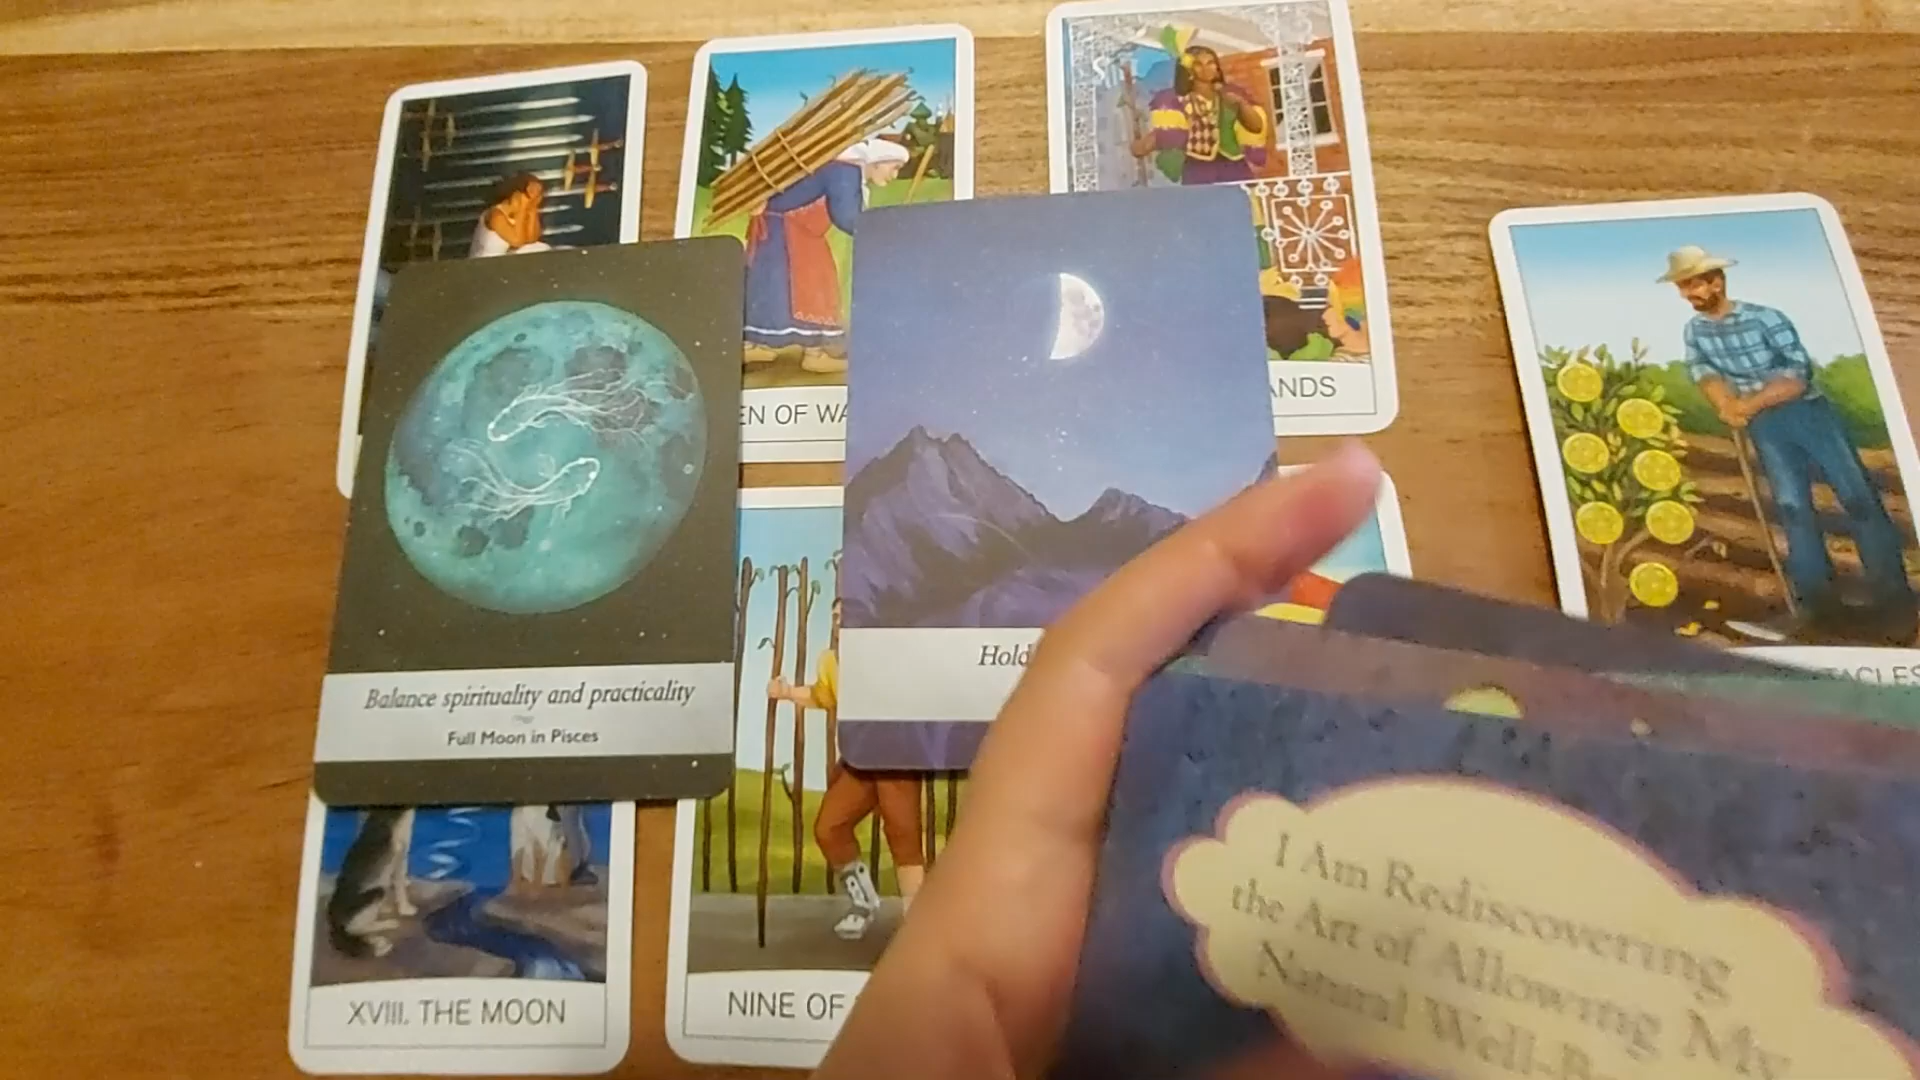 EN OF WA
ANDS
Balance spirituality and practicality
Full Moon in Pisces
Hold
TACLES
I Am Rediscovering
the Art of Allowing My
Natural Well-B
XVIII. THE MOON
NINE OF